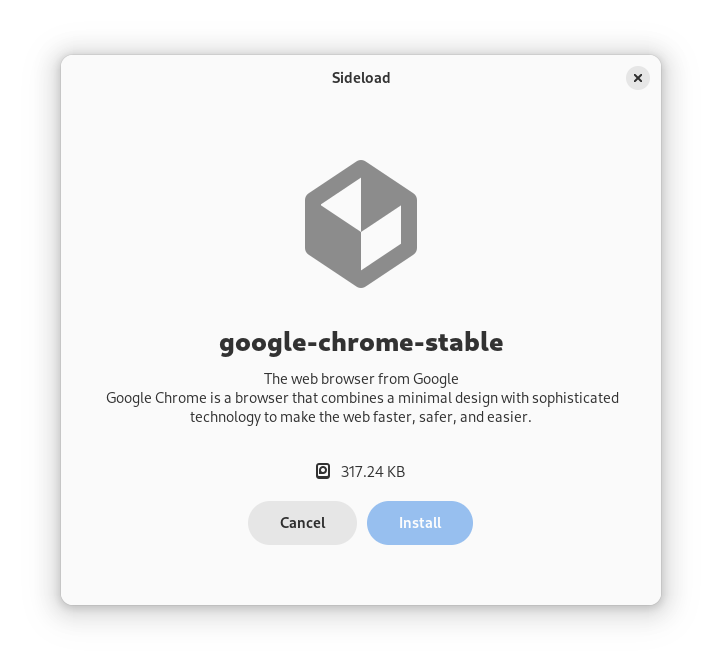 Sideload
google-chrome-stable
The web browser from Google
Google Chrome is a browser that combines a minimal design with sophisticated
technology to make the web faster, safer, and easier.
317.24 KB
Cancel
Install